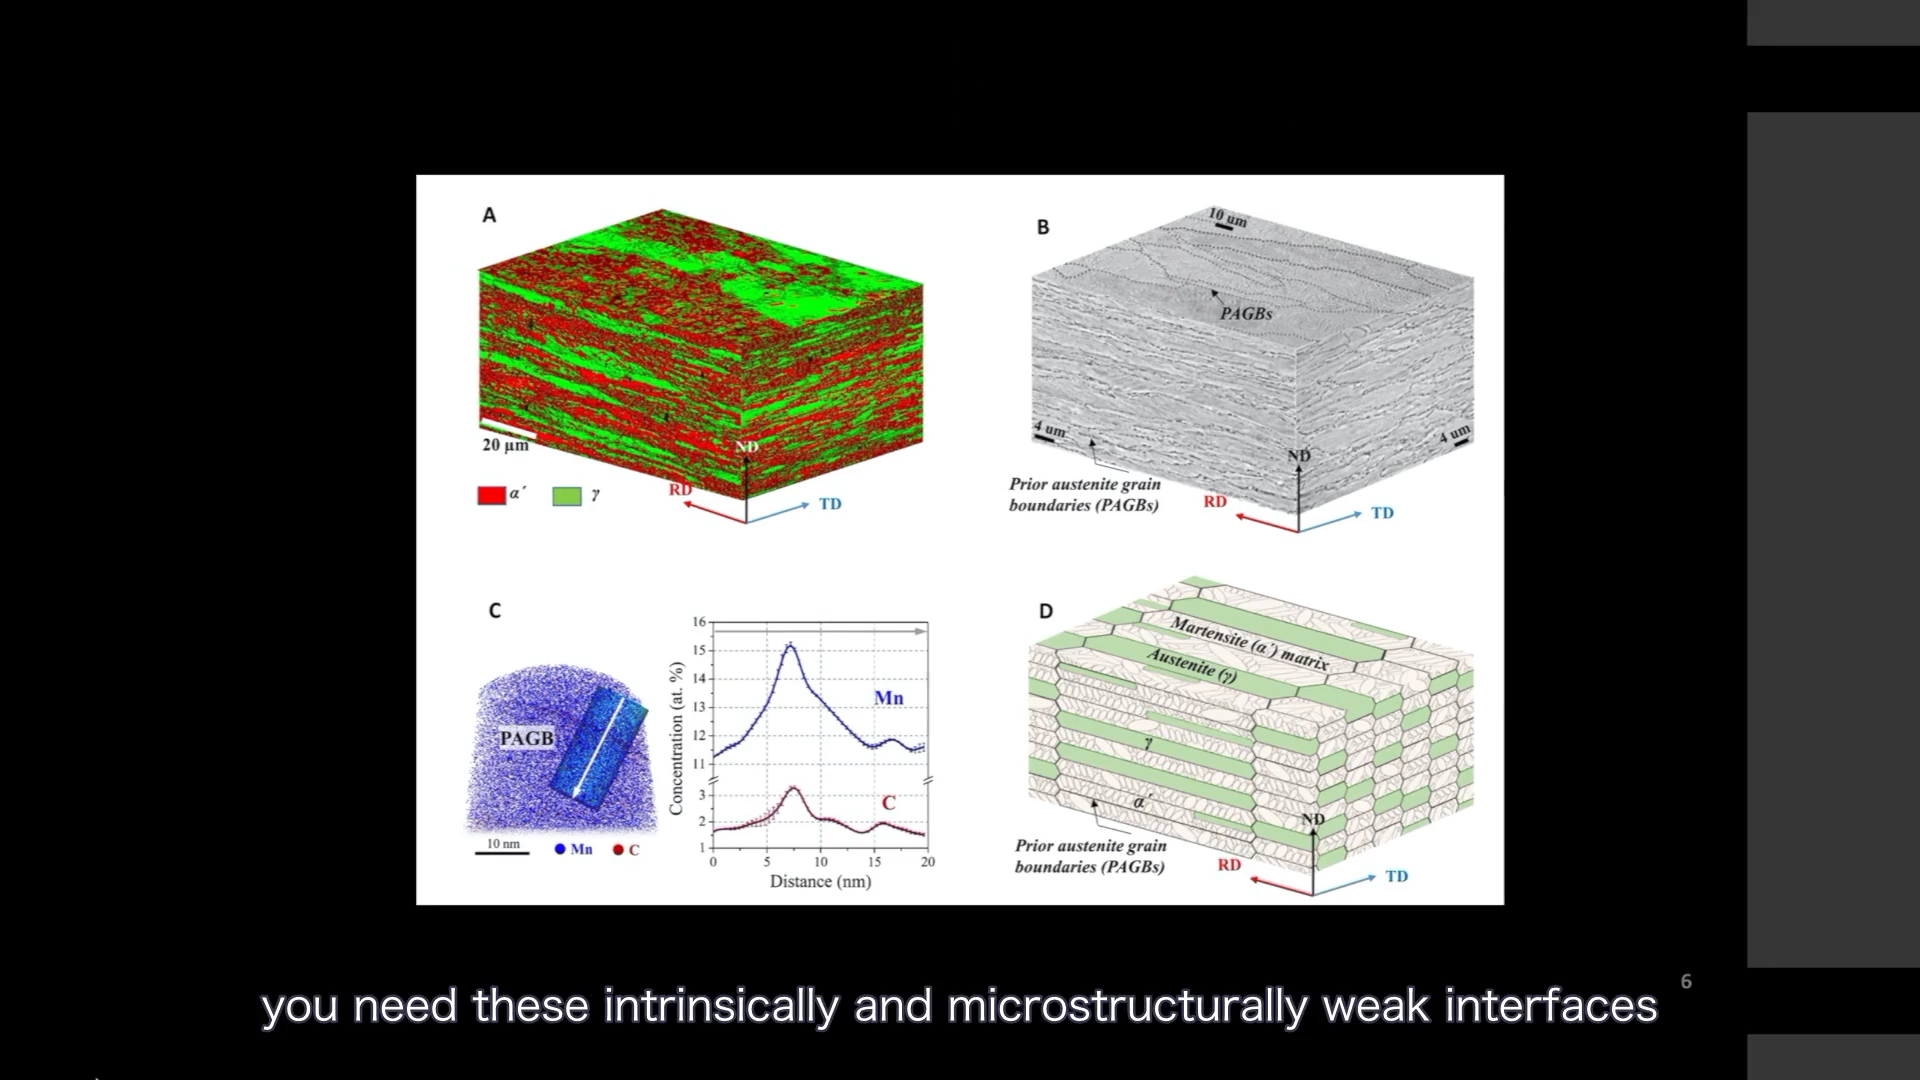 A
20 µm
ND
RD
TD
α′
γ
B
10 um
PAGBs
4 um
4 um
ND
Prior austenite grain
boundaries (PAGBs)
RD
TD
C
PAGB
10 nm
Mn
C
Concentration (at. %)
16
15
14
13
12
11
3
2
1
Mn
C
0
5
10
15
20
Distance (nm)
D
Martensite (α′) matrix
Austenite (γ)
γ
α′
ND
Prior austenite grain
boundaries (PAGBs)
RD
TD
6
you need these intrinsically and microstructurally weak interfaces